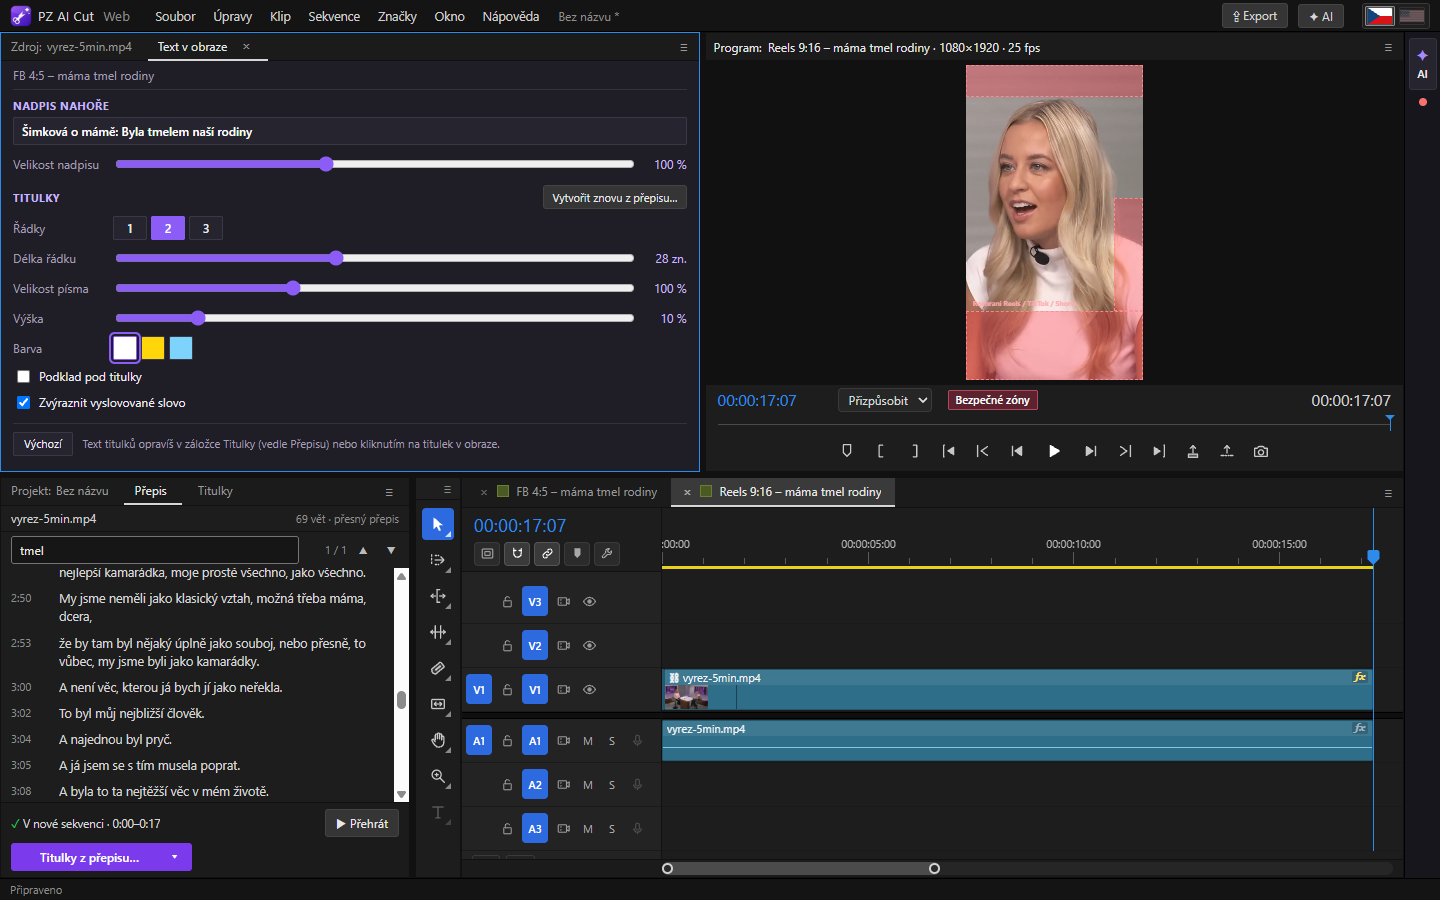 PZ AI Cut Web Soubor Úpravy Klip Sekvence Značky Okno Nápověda Bez názvu * Export AI
Zdroj: vyrez-5min.mp4 Text v obraze ×
FB 4:5 – máma tmel rodiny
NADPIS NAHOŘE
Šimková o mámě: Byla tmelem naší rodiny
Velikost nadpisu 100 %
TITULKY Vytvořit znovu z přepisu...
Řádky 1 2 3
Délka řádku 28 zn.
Velikost písma 100 %
Výška 10 %
Barva
Podklad pod titulky
Zvýraznit vyslovované slovo
Výchozí Text titulků opravíš v záložce Titulky (vedle Přepisu) nebo kliknutím na titulek v obraze.
Program: Reels 9:16 – máma tmel rodiny · 1080×1920 · 25 fps
00:00:17:07 Přizpůsobit Bezpečné zóny 00:00:17:07
AI
Projekt: Bez názvu Přepis Titulky
vyrez-5min.mp4 69 vět · přesný přepis
tmel 1 / 1
nejlepší kamarádka, moje prostě všechno, jako všechno.
2:50 My jsme neměli jako klasický vztah, možná třeba máma,
dcera,
2:53 že by tam byl nějaký úplně jako souboj, nebo přesně, to
vůbec, my jsme byli jako kamarádky.
3:00 A není věc, kterou já bych jí jako neřekla.
3:02 To byl můj nejbližší člověk.
3:04 A najednou byl pryč.
3:05 A já jsem se s tím musela poprat.
3:08 A byla to ta nejtěžší věc v mém životě.
✓ V nové sekvenci · 0:00–0:17 Přehrát
Titulky z přepisu...
× FB 4:5 – máma tmel rodiny × Reels 9:16 – máma tmel rodiny
00:00:17:07
:00:00 00:00:05:00 00:00:10:00 00:00:15:00
V3
V2
V1 V1 vyrez-5min.mp4 fx
A1 A1 M S vyrez-5min.mp4 fx
A2 M S
A3 M S
Připraveno